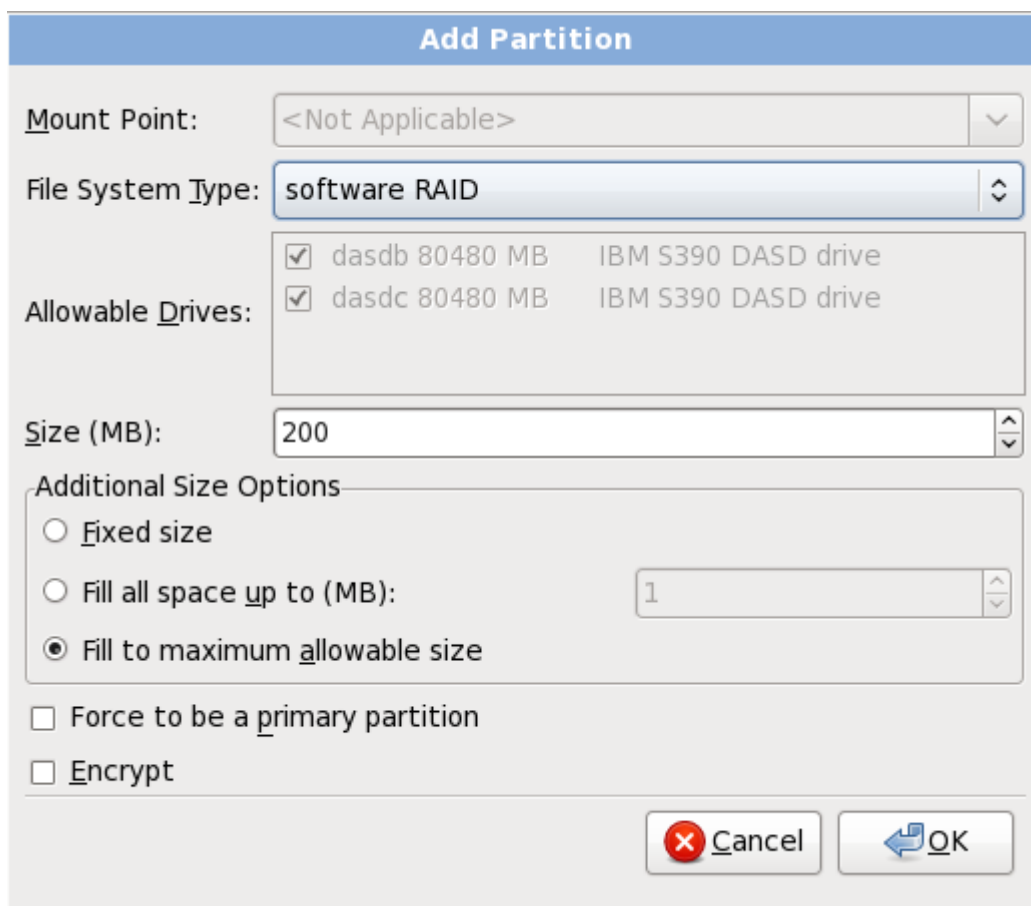 Add Partition
Mount Point: <Not Applicable>
File System Type: software RAID
dasdb 80480 MB IBM S390 DASD drive
dasdc 80480 MB IBM S390 DASD drive
Allowable Drives:
Size (MB): 200
Additional Size Options
Fixed size
Fill all space up to (MB): 1
Fill to maximum allowable size
Force to be a primary partition
Encrypt
Cancel OK